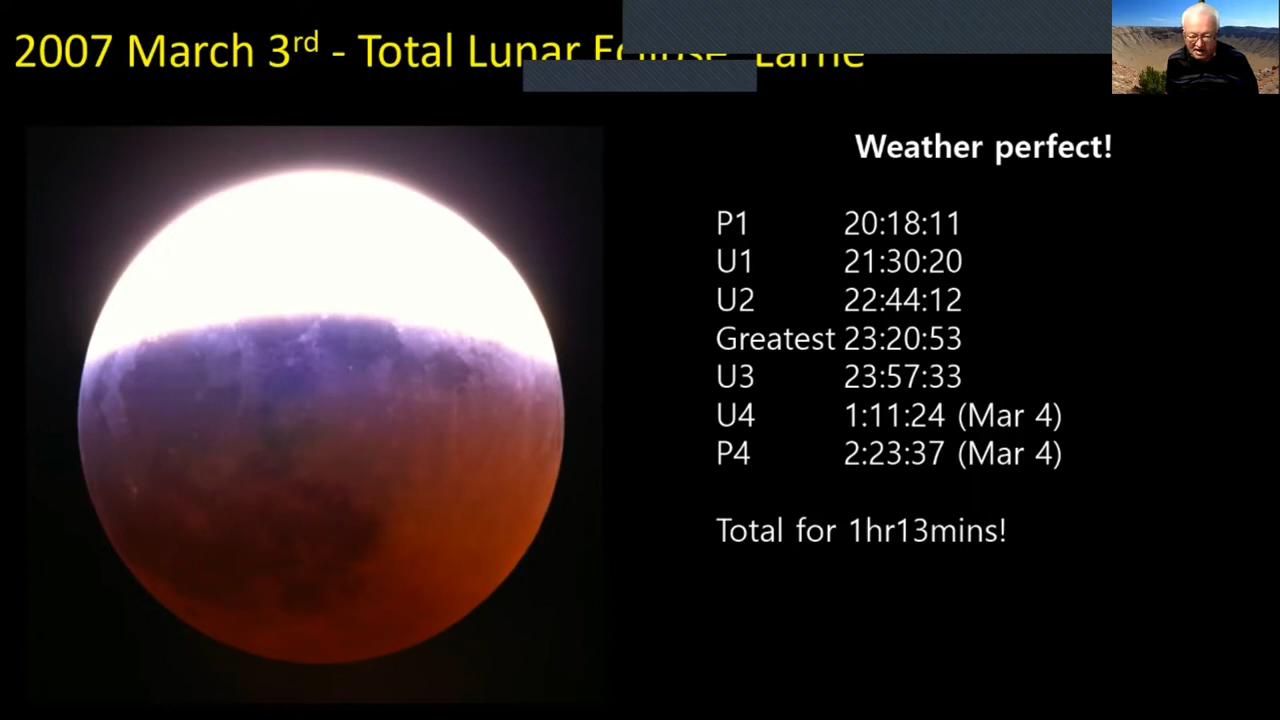 2007 March 3rd - Total Lunar Eclipse Larne
Weather perfect!
P1 20:18:11
U1 21:30:20
U2 22:44:12
Greatest 23:20:53
U3 23:57:33
U4 1:11:24 (Mar 4)
P4 2:23:37 (Mar 4)
Total for 1hr13mins!